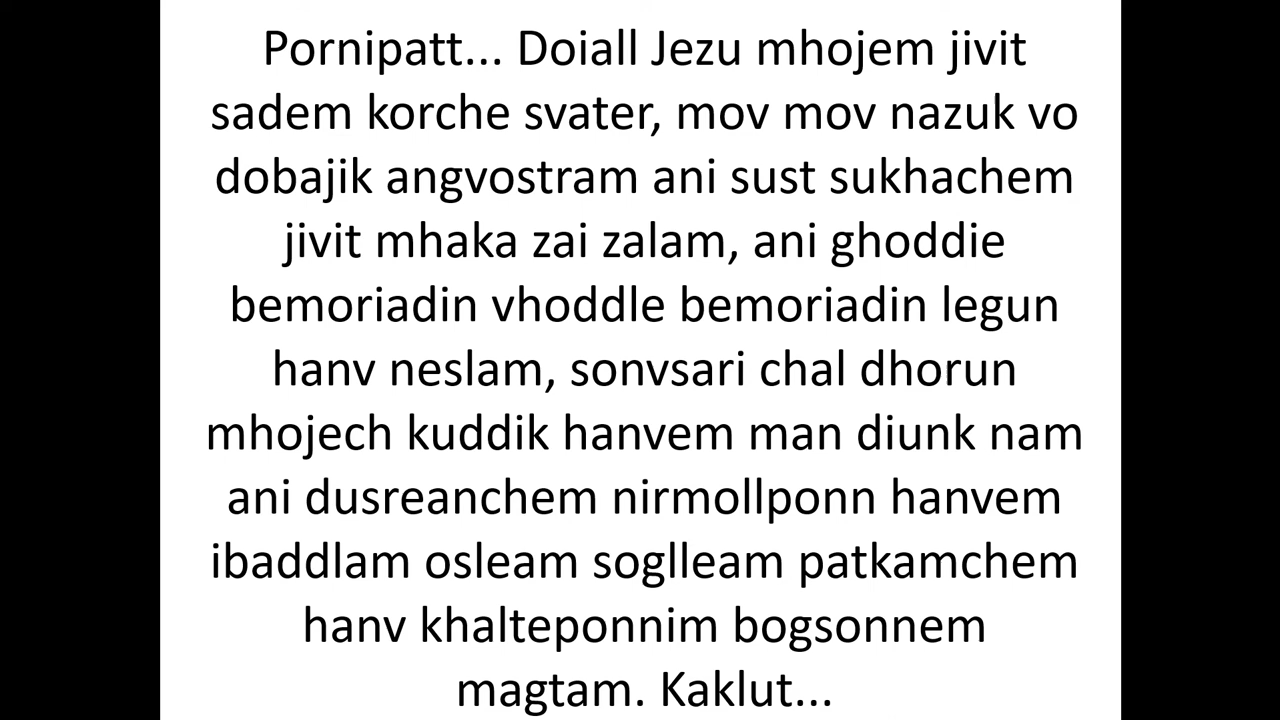 Pornipatt... Doiall Jezu mhojem jivit
sadem korche svater, mov mov nazuk vo
dobajik angvostram ani sust sukhachem
jivit mhaka zai zalam, ani ghoddie
bemoriadin vhoddle bemoriadin legun
hanv neslam, sonvsari chal dhorun
mhojech kuddik hanvem man diunk nam
ani dusreanchem nirmollponn hanvem
ibaddlam osleam soglleam patkamchem
hanv khalteponnim bogsonnem
magtam. Kaklut...